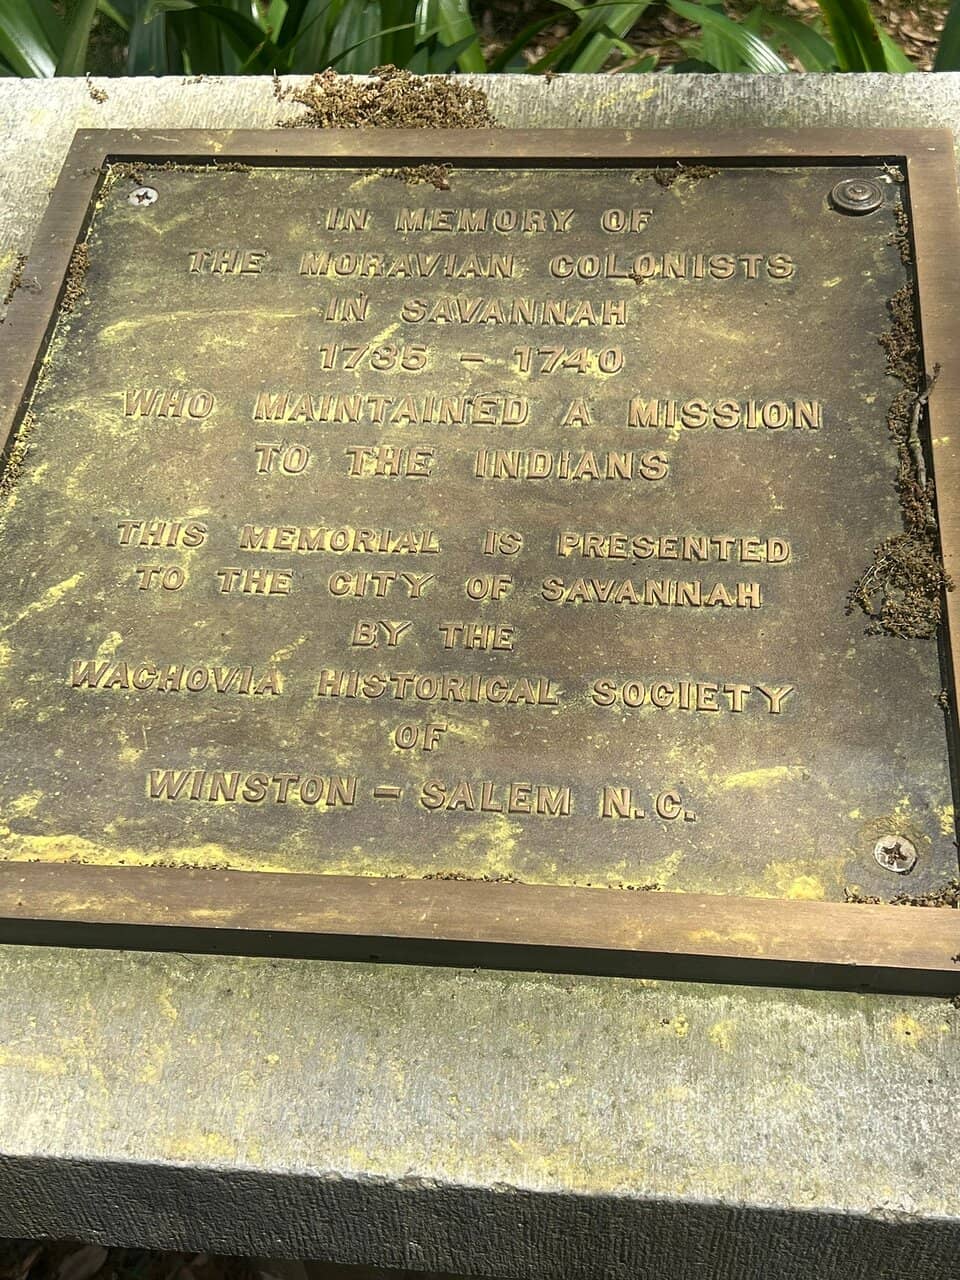 IN MEMORY OF
THE MORAVIAN COLONISTS
IN SAVANNAH
1735 - 1740
WHO MAINTAINED A MISSION
TO THE INDIANS
THIS MEMORIAL IS PRESENTED
TO THE CITY OF SAVANNAH
BY THE
WACHOVIA HISTORICAL SOCIETY
OF
WINSTON - SALEM N.C.